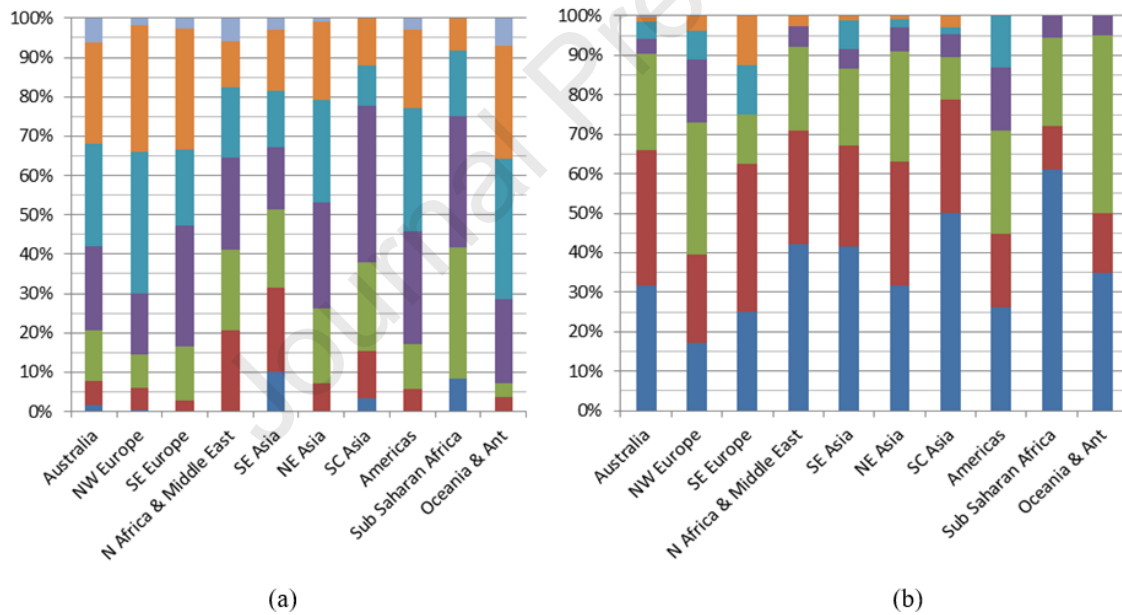 Journal Pre
100%
90%
80%
70%
60%
50%
40%
30%
20%
10%
0%
Australia
NW Europe
SE Europe
N Africa & Middle East
SE Asia
NE Asia
SC Asia
Americas
Sub Saharan Africa
Oceania & Ant
(a)
100%
90%
80%
70%
60%
50%
40%
30%
20%
10%
0%
Australia
NW Europe
SE Europe
N Africa & Middle East
SE Asia
NE Asia
SC Asia
Americas
Sub Saharan Africa
Oceania & Ant
(b)